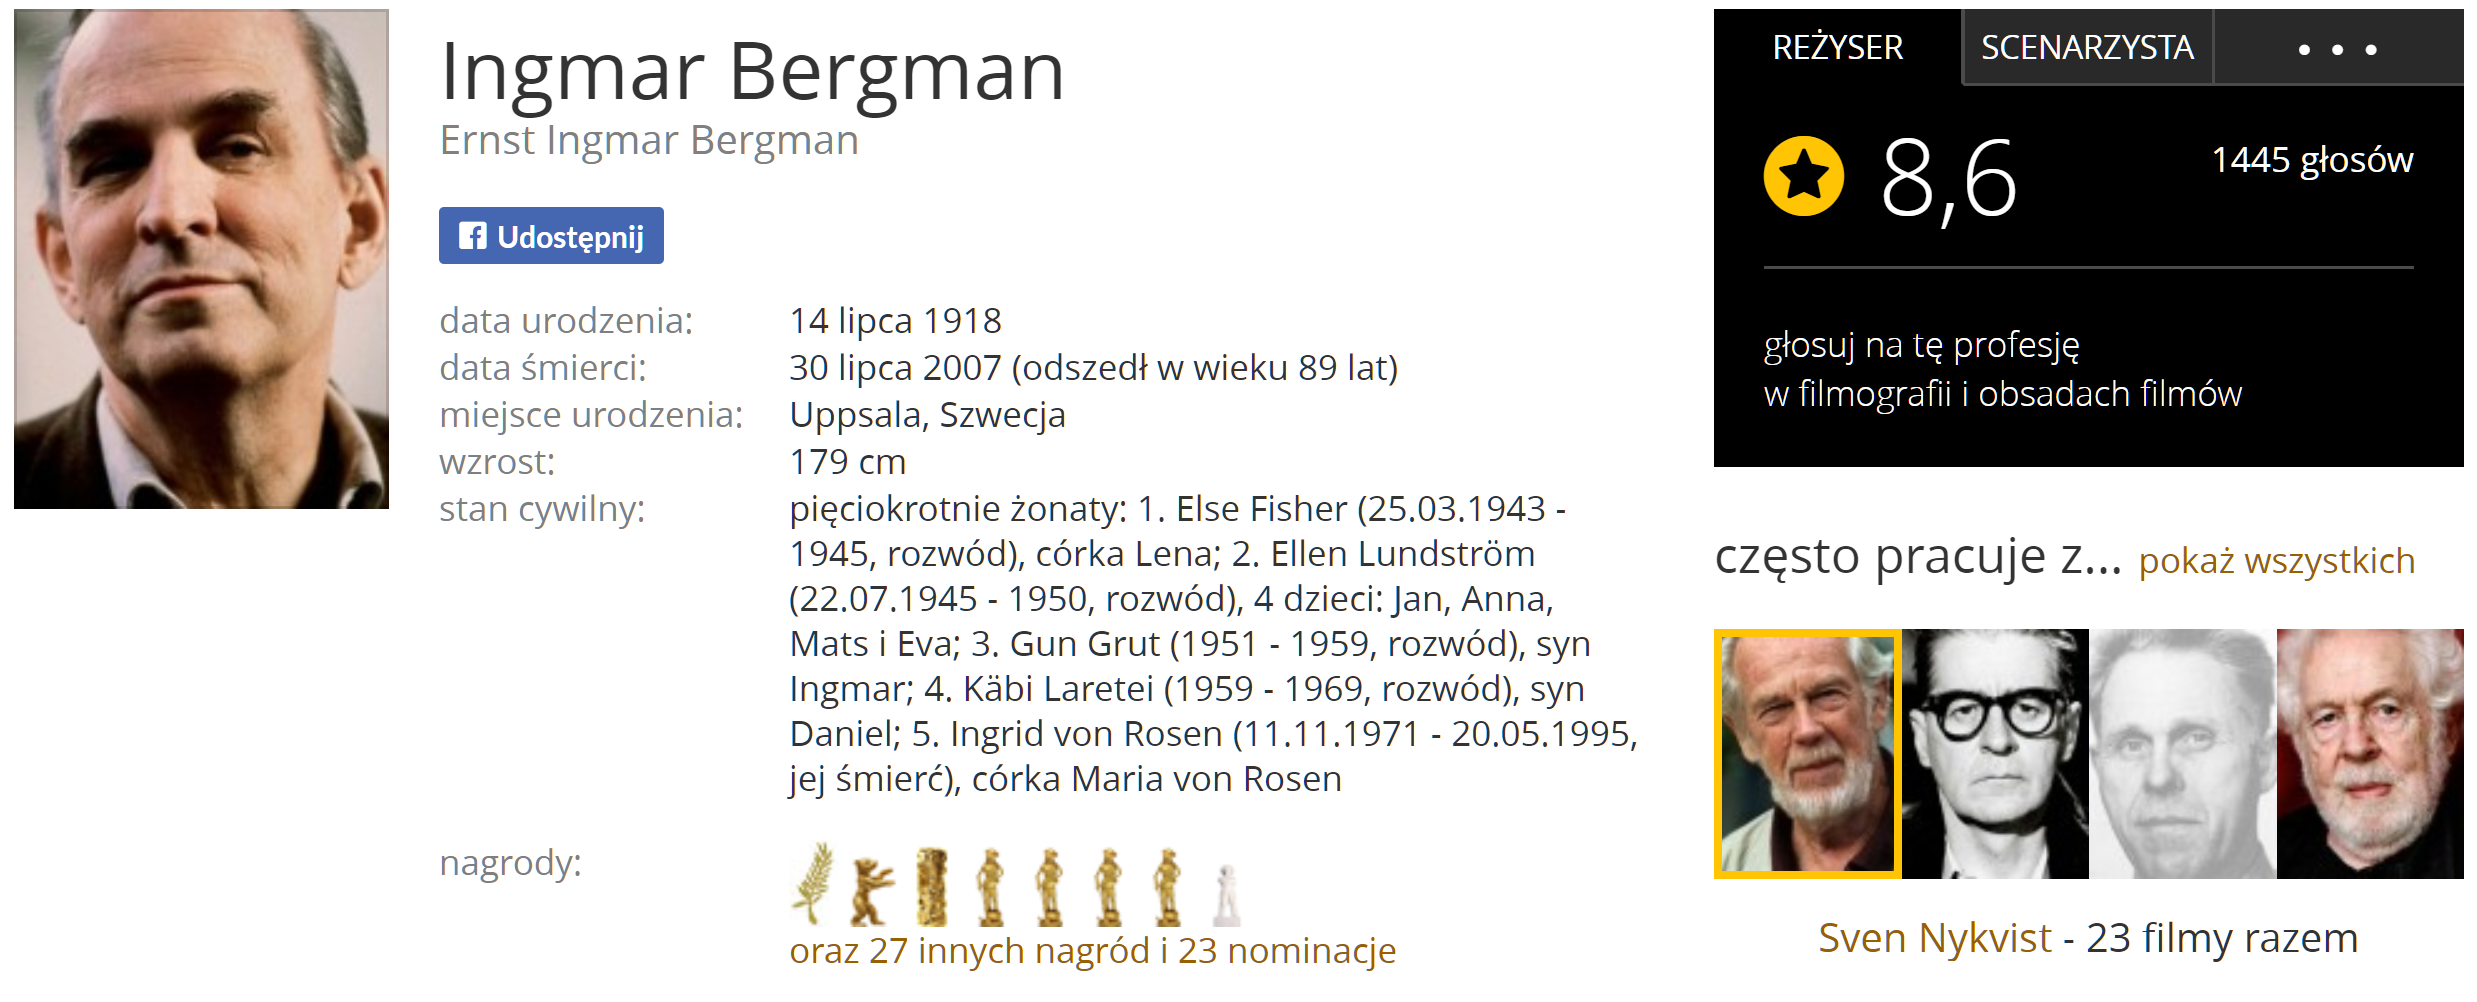 Ingmar Bergman
Ernst Ingmar Bergman
Udostępnij
data urodzenia: 14 lipca 1918
data śmierci: 30 lipca 2007 (odszedł w wieku 89 lat)
miejsce urodzenia: Uppsala, Szwecja
wzrost: 179 cm
stan cywilny: pięciokrotnie żonaty: 1. Else Fisher (25.03.1943 -
1945, rozwód), córka Lena; 2. Ellen Lundström
(22.07.1945 - 1950, rozwód), 4 dzieci: Jan, Anna,
Mats i Eva; 3. Gun Grut (1951 - 1959, rozwód), syn
Ingmar; 4. Käbi Laretei (1959 - 1969, rozwód), syn
Daniel; 5. Ingrid von Rosen (11.11.1971 - 20.05.1995,
jej śmierć), córka Maria von Rosen
nagrody:
oraz 27 innych nagród i 23 nominacje
REŻYSER SCENARZYSTA ...
8,6 1445 głosów
głosuj na tę profesję
w filmografii i obsadach filmów
często pracuje z... pokaż wszystkich
Sven Nykvist - 23 filmy razem